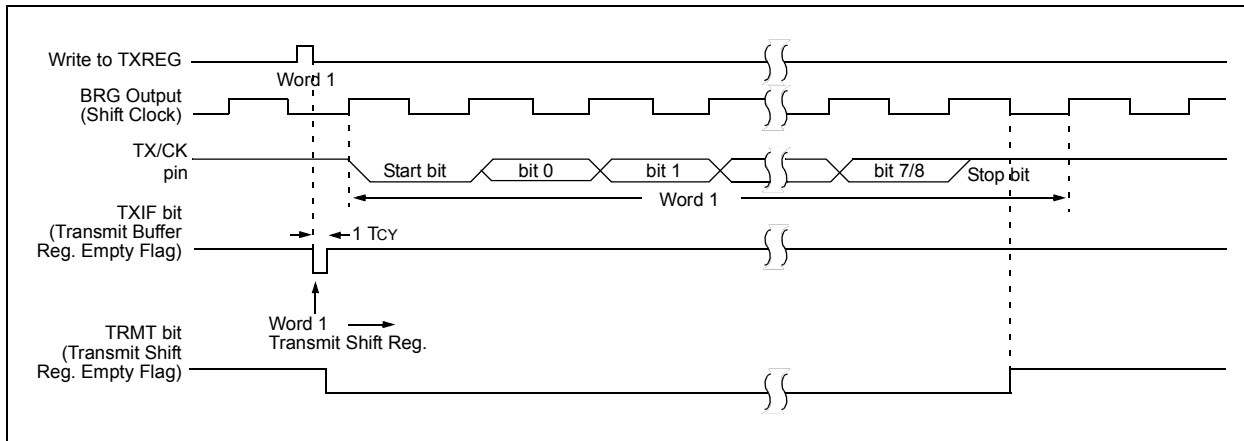 Write to TXREG
Word 1
BRG Output
(Shift Clock)
TX/CK
pin
Start bit
bit 0
bit 1
bit 7/8
Stop bit
Word 1
TXIF bit
(Transmit Buffer
Reg. Empty Flag)
1 TCY
Word 1
Transmit Shift Reg.
TRMT bit
(Transmit Shift
Reg. Empty Flag)